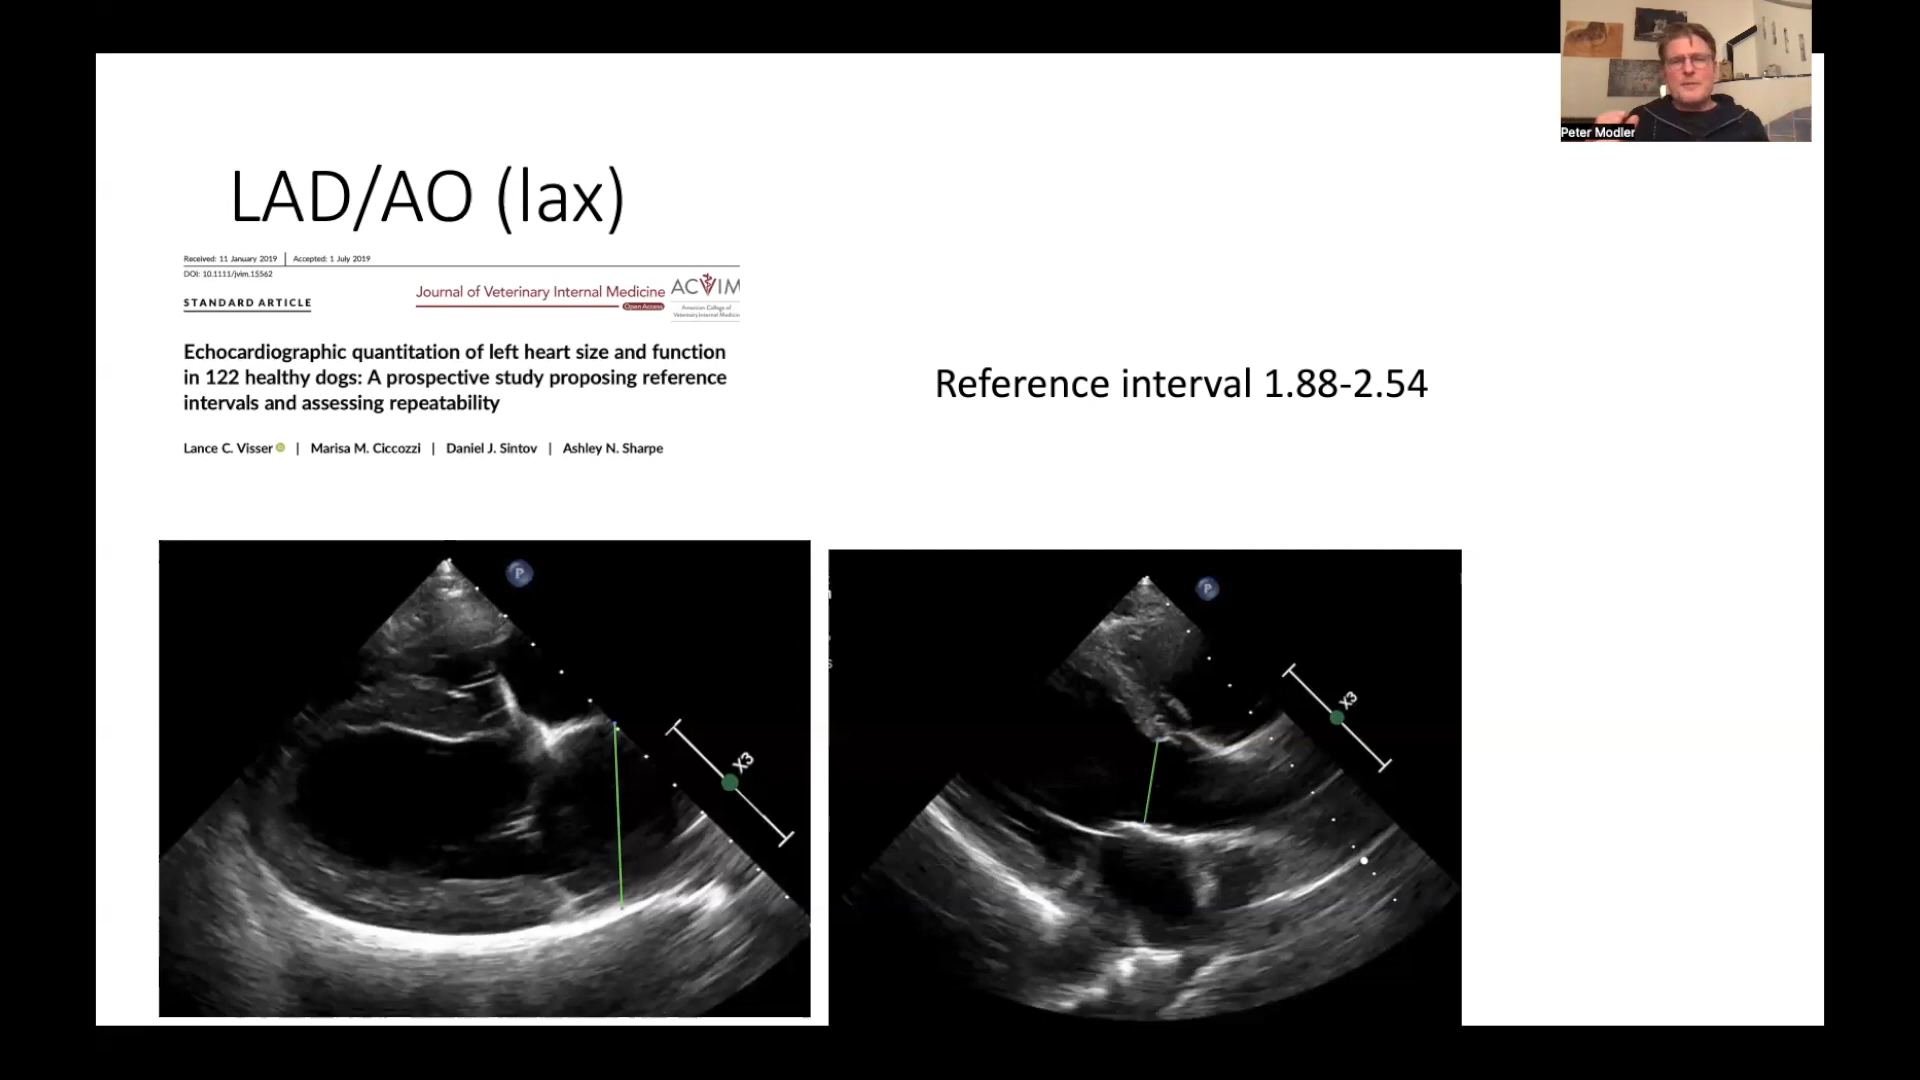 Peter Modler
LAD/AO (lax)
Received: 11 January 2019 | Accepted: 1 July 2019
DOI: 10.1111/jvim.15562
STANDARD ARTICLE
Journal of Veterinary Internal Medicine
Open Access
ACVIM
American College of
Veterinary Internal Medicine
Echocardiographic quantitation of left heart size and function
in 122 healthy dogs: A prospective study proposing reference
intervals and assessing repeatability
Lance C. Visser | Marisa M. Ciccozzi | Daniel J. Sintov | Ashley N. Sharpe
Reference interval 1.88-2.54
P
X3
P
X3